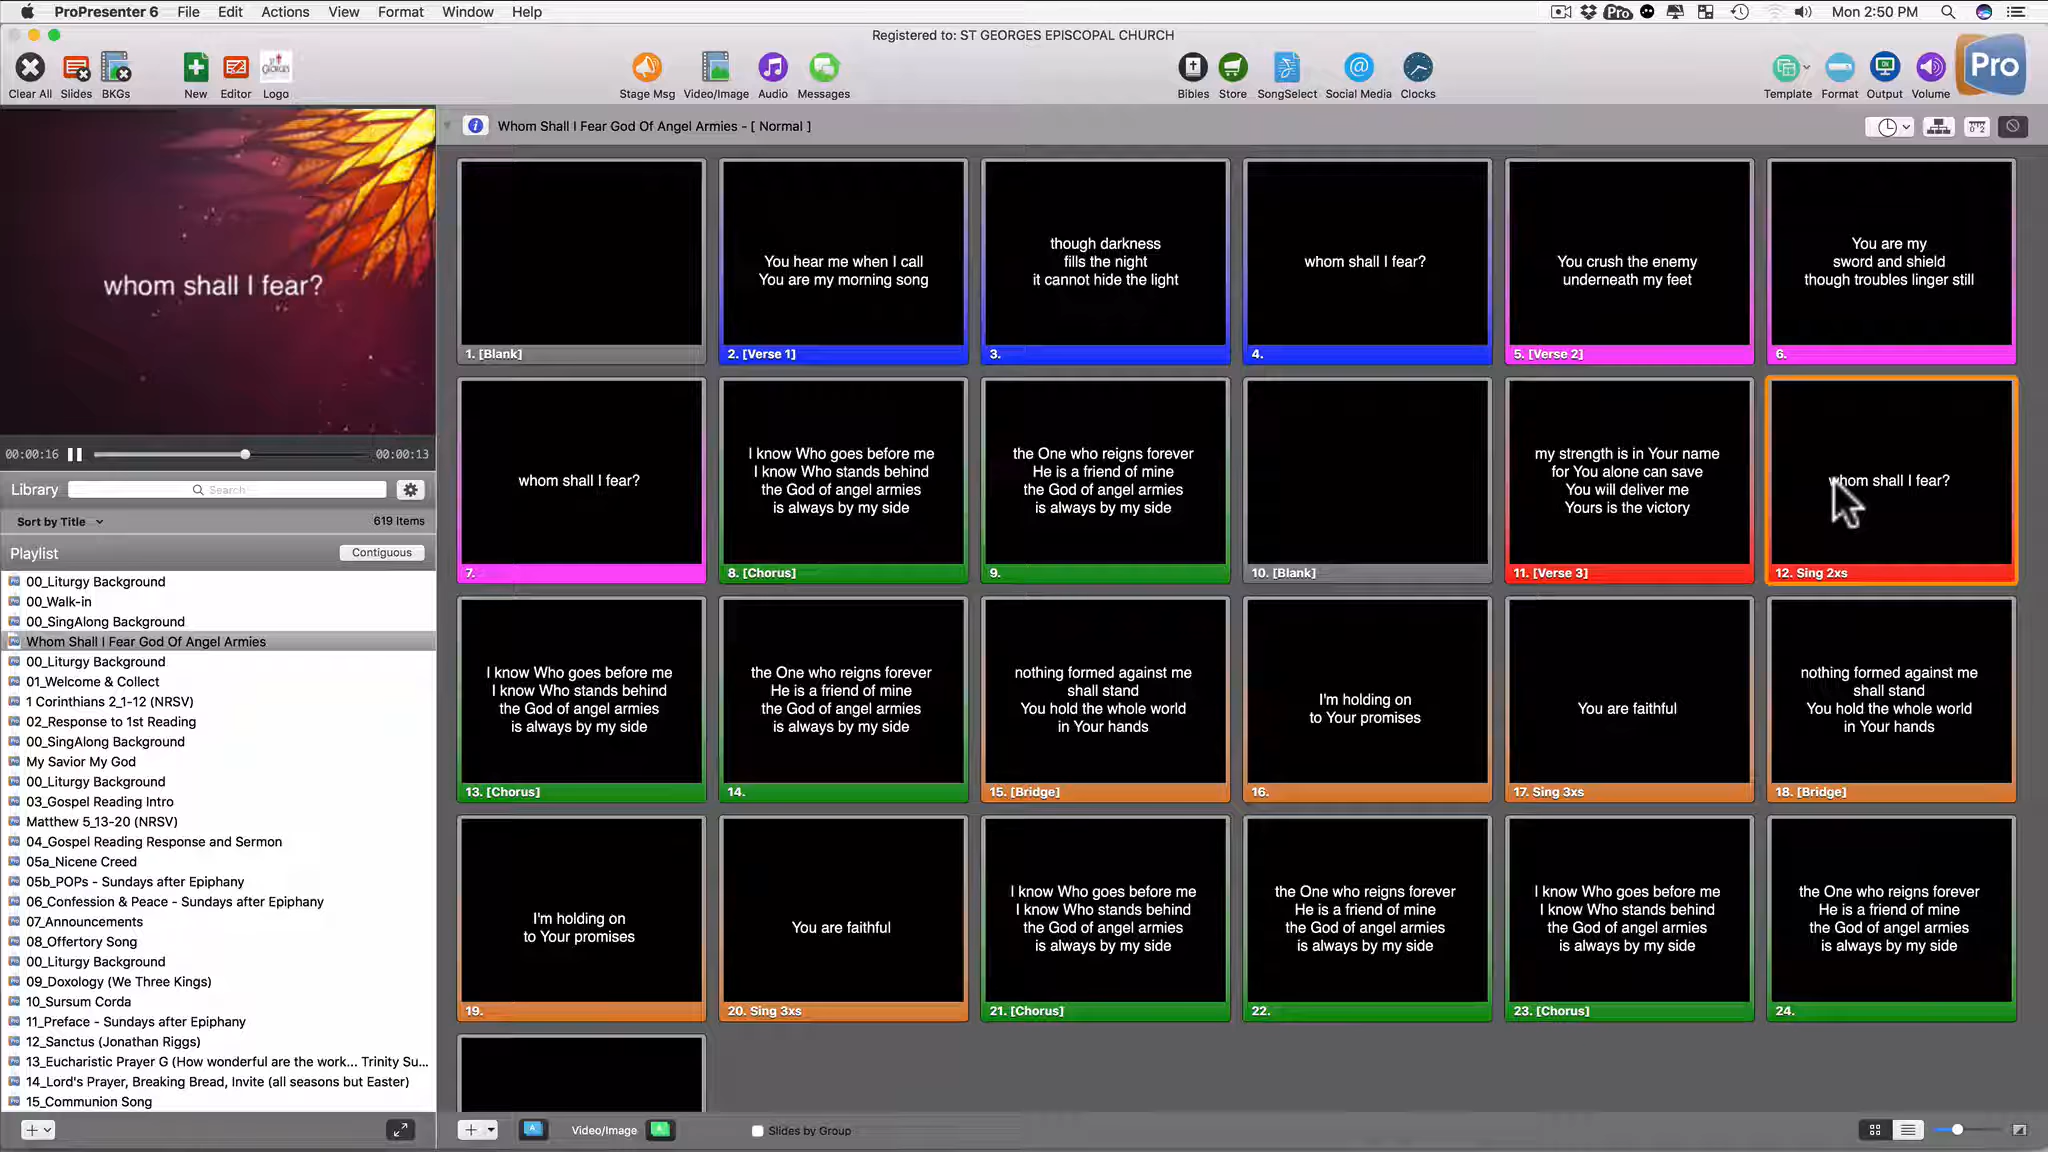 ProPresenter 6 File Edit Actions View Format Window Help
Pro
Mon 2:50 PM
Registered to: ST GEORGES EPISCOPAL CHURCH
Clear All Slides BKGs New Editor Logo
Stage Msg Video/Image Audio Messages
Bibles Store SongSelect Social Media Clocks
Template Format Output Volume
Pro
Whom Shall I Fear God Of Angel Armies - [ Normal ]
whom shall I fear?
00:00:16
00:00:13
Library
Search
Sort by Title
619 Items
Playlist
Contiguous
00_Liturgy Background
00_Walk-in
00_SingAlong Background
Whom Shall I Fear God Of Angel Armies
00_Liturgy Background
01_Welcome & Collect
1 Corinthians 2_1-12 (NRSV)
02_Response to 1st Reading
00_SingAlong Background
My Savior My God
00_Liturgy Background
03_Gospel Reading Intro
Matthew 5_13-20 (NRSV)
04_Gospel Reading Response and Sermon
05a_Nicene Creed
05b_POPs - Sundays after Epiphany
06_Confession & Peace - Sundays after Epiphany
07_Announcements
08_Offertory Song
00_Liturgy Background
09_Doxology (We Three Kings)
10_Sursum Corda
11_Preface - Sundays after Epiphany
12_Sanctus (Jonathan Riggs)
13_Eucharistic Prayer G (How wonderful are the work... Trinity Su...
14_Lord's Prayer, Breaking Bread, Invite (all seasons but Easter)
15_Communion Song
1. [Blank]
You hear me when I call
You are my morning song
2. [Verse 1]
though darkness
fills the night
it cannot hide the light
3.
whom shall I fear?
4.
You crush the enemy
underneath my feet
5. [Verse 2]
You are my
sword and shield
though troubles linger still
6.
whom shall I fear?
7.
I know Who goes before me
I know Who stands behind
the God of angel armies
is always by my side
8. [Chorus]
the One who reigns forever
He is a friend of mine
the God of angel armies
is always by my side
9.
10. [Blank]
my strength is in Your name
for You alone can save
You will deliver me
Yours is the victory
11. [Verse 3]
whom shall I fear?
12. Sing 2xs
I know Who goes before me
I know Who stands behind
the God of angel armies
is always by my side
13. [Chorus]
the One who reigns forever
He is a friend of mine
the God of angel armies
is always by my side
14.
nothing formed against me
shall stand
You hold the whole world
in Your hands
15. [Bridge]
I'm holding on
to Your promises
16.
You are faithful
17. Sing 3xs
nothing formed against me
shall stand
You hold the whole world
in Your hands
18. [Bridge]
I'm holding on
to Your promises
19.
You are faithful
20. Sing 3xs
I know Who goes before me
I know Who stands behind
the God of angel armies
is always by my side
21. [Chorus]
the One who reigns forever
He is a friend of mine
the God of angel armies
is always by my side
22.
I know Who goes before me
I know Who stands behind
the God of angel armies
is always by my side
23. [Chorus]
the One who reigns forever
He is a friend of mine
the God of angel armies
is always by my side
24.
Video/Image
Slides by Group